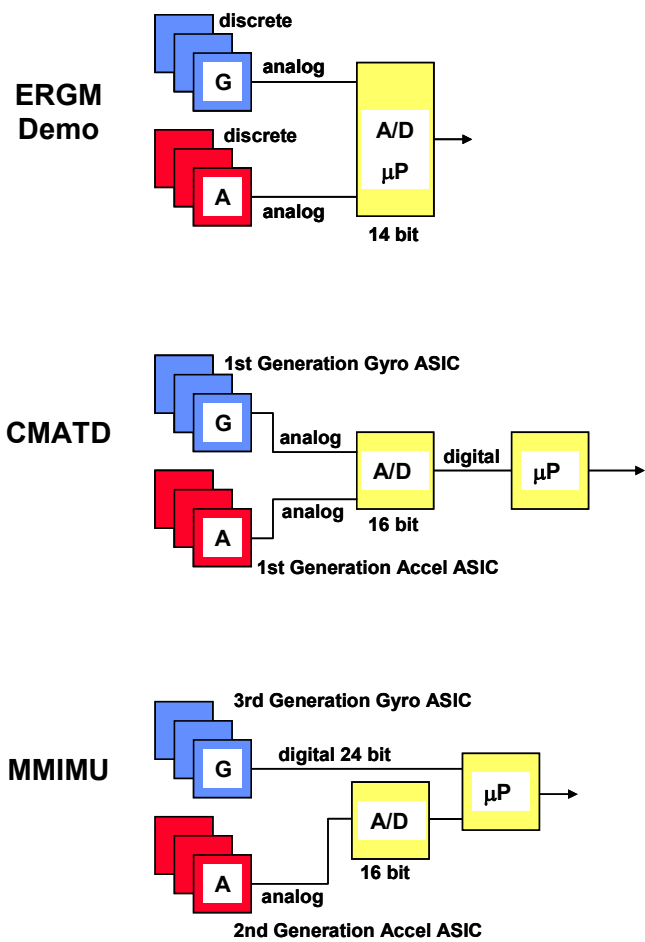 discrete
G
analog
ERGM
Demo
A/D
μP
discrete
A
analog
14 bit
1st Generation Gyro ASIC
G
analog
CMATD
A/D
digital
μP
analog
16 bit
A
1st Generation Accel ASIC
3rd Generation Gyro ASIC
digital 24 bit
G
MMIMU
μP
A/D
16 bit
A
analog
2nd Generation Accel ASIC